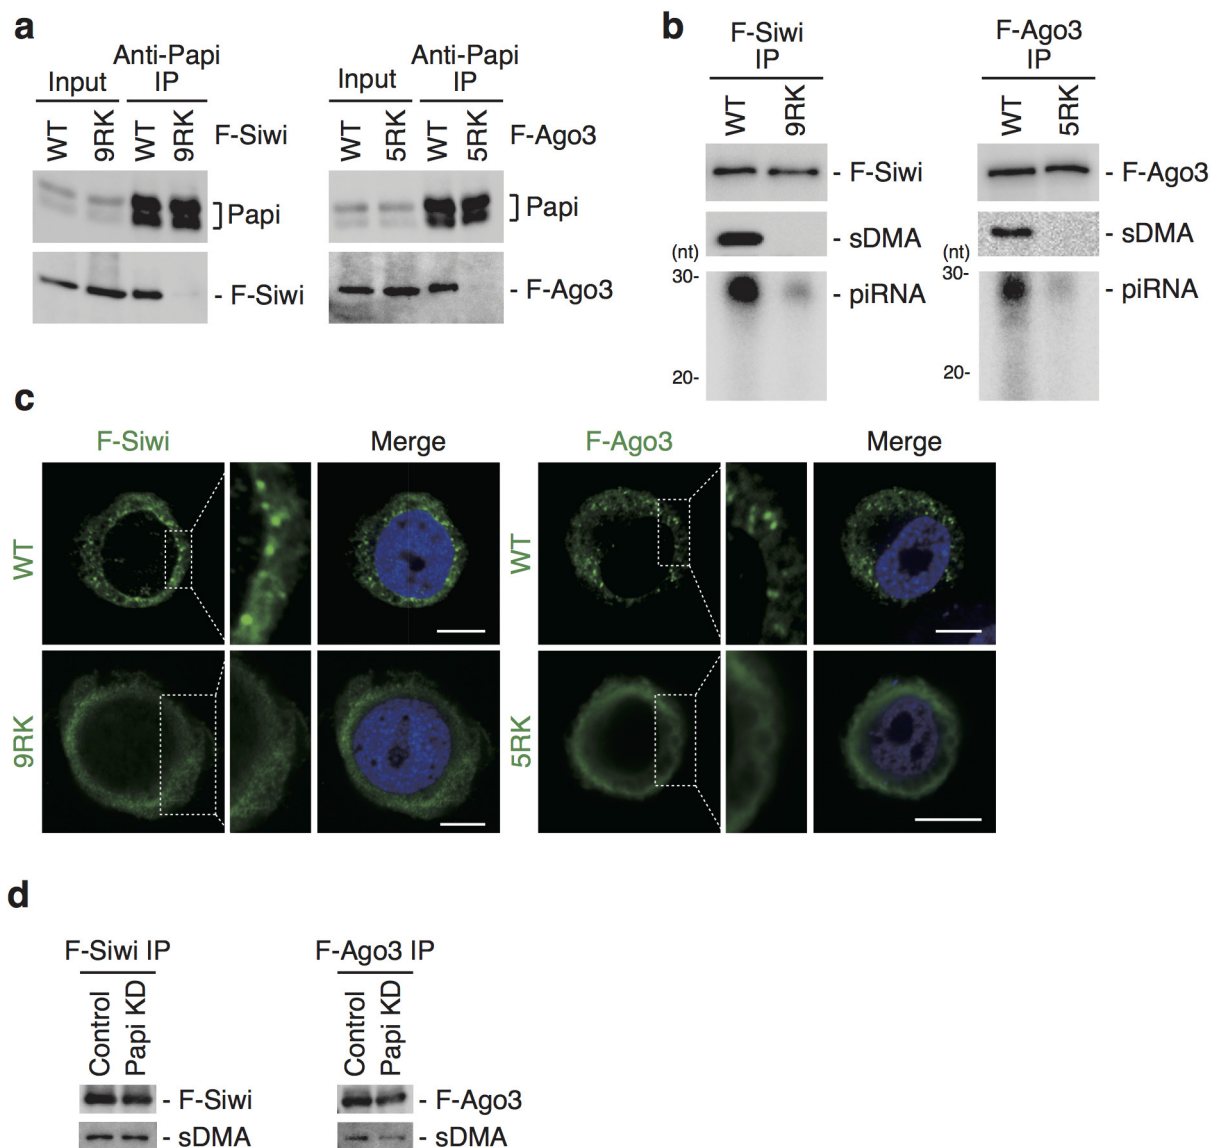 a
Anti-Papi
Input IP
WT 9RK WT 9RK F-Siwi
Papi
- F-Siwi
Anti-Papi
Input IP
WT 5RK WT 5RK F-Ago3
Papi
- F-Ago3
b
F-Siwi
IP
WT 9RK
- F-Siwi
- sDMA
(nt)
30-
- piRNA
20-
F-Ago3
IP
WT 5RK
- F-Ago3
- sDMA
(nt)
30-
- piRNA
20-
c
F-Siwi Merge
WT
9RK
F-Ago3 Merge
WT
5RK
d
F-Siwi IP
Control Papi KD
- F-Siwi
- sDMA
F-Ago3 IP
Control Papi KD
- F-Ago3
- sDMA